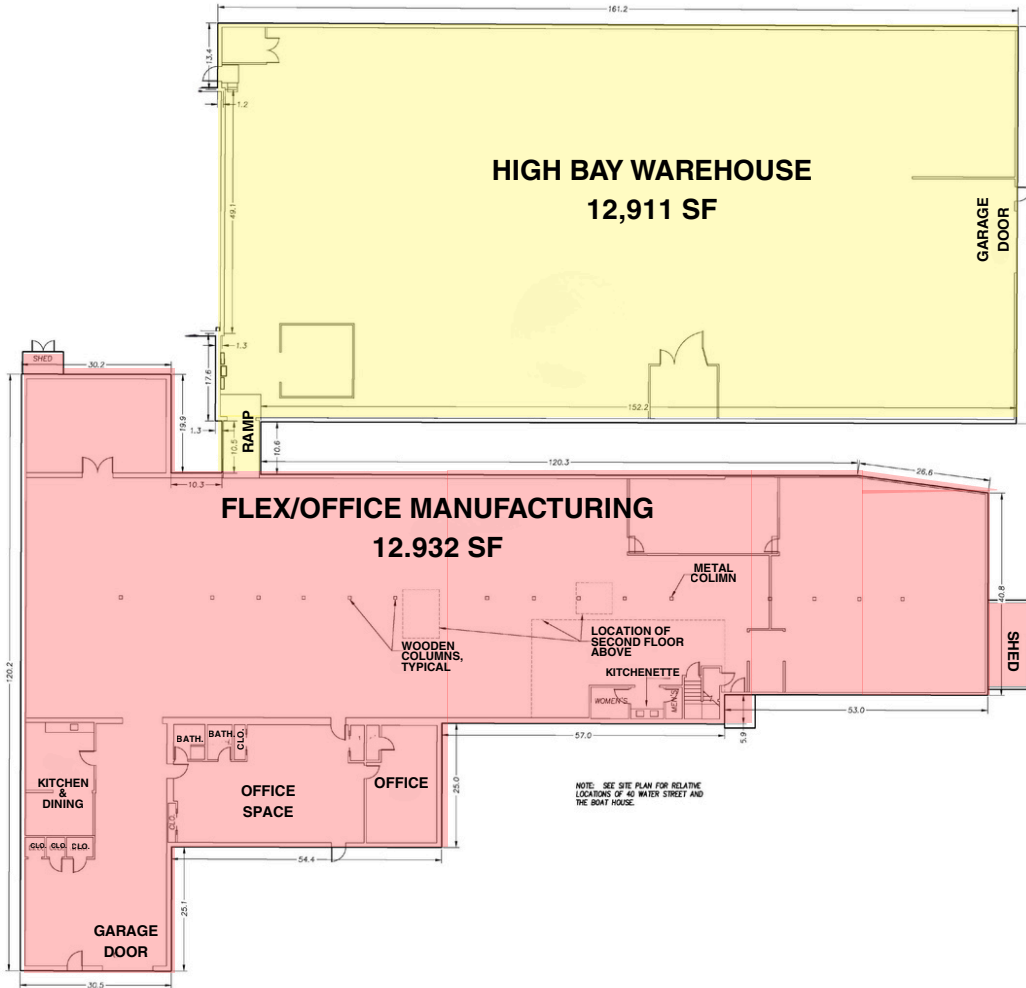 161.2
13.4
1.2
HIGH BAY WAREHOUSE
12,911 SF
49.1
GARAGE
DOOR
1.3
17.6
SHED
30.2
152.2
19.9
1.3
10.5
RAMP
10.6
10.3
120.3
26.6
FLEX/OFFICE MANUFACTURING
12.932 SF
METAL
COLIMN
40.8
WOODEN
COLUMNS,
TYPICAL
LOCATION OF
SECOND FLOOR
ABOVE
KITCHENETTE
SHED
120.2
WOMEN'S
MEN'S
53.0
57.0
5.9
BATH.
BATH.
CLO.
KITCHEN
&
DINING
OFFICE
SPACE
OFFICE
25.0
NOTE: SEE SITE PLAN FOR RELATIVE
LOCATIONS OF 40 WATER STREET AND
THE BOAT HOUSE.
CLO.
CLO.
CLO.
CLO.
54.4
25.1
GARAGE
DOOR
30.5